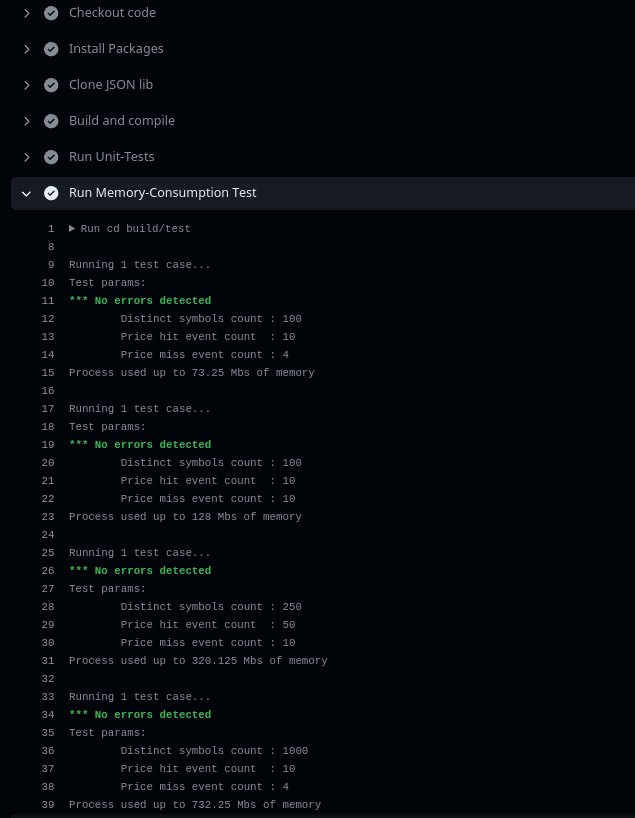 Checkout code
Install Packages
Clone JSON lib
Build and compile
Run Unit-Tests
Run Memory-Consumption Test
1 ▶ Run cd build/test
8
9 Running 1 test case...
10 Test params:
11 *** No errors detected
12 Distinct symbols count : 100
13 Price hit event count  : 10
14 Price miss event count : 4
15 Process used up to 73.25 Mbs of memory
16
17 Running 1 test case...
18 Test params:
19 *** No errors detected
20 Distinct symbols count : 100
21 Price hit event count  : 10
22 Price miss event count : 10
23 Process used up to 128 Mbs of memory
24
25 Running 1 test case...
26 *** No errors detected
27 Test params:
28 Distinct symbols count : 250
29 Price hit event count  : 50
30 Price miss event count : 10
31 Process used up to 320.125 Mbs of memory
32
33 Running 1 test case...
34 *** No errors detected
35 Test params:
36 Distinct symbols count : 1000
37 Price hit event count  : 10
38 Price miss event count : 4
39 Process used up to 732.25 Mbs of memory